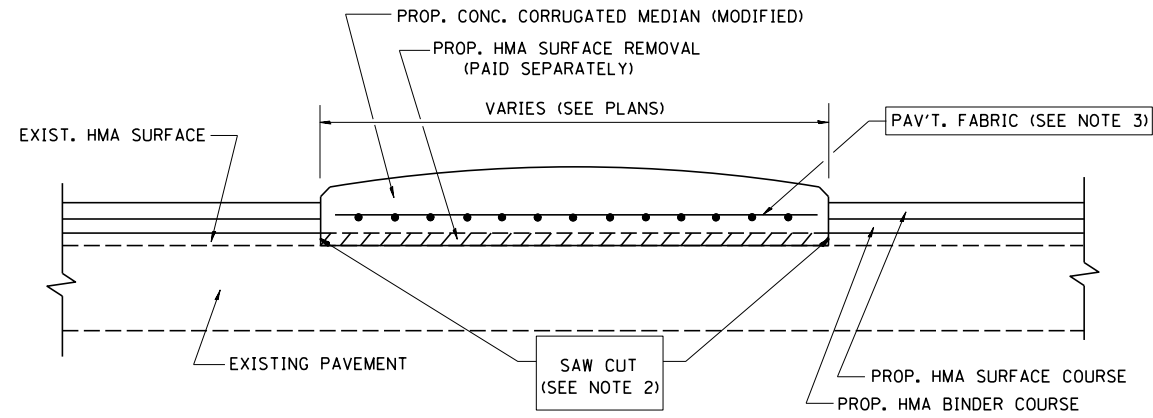 PROP. CONC. CORRUGATED MEDIAN (MODIFIED)
PROP. HMA SURFACE REMOVAL
(PAID SEPARATELY)
VARIES (SEE PLANS)
EXIST. HMA SURFACE
PAV'T. FABRIC (SEE NOTE 3)
EXISTING PAVEMENT
SAW CUT
(SEE NOTE 2)
PROP. HMA SURFACE COURSE
PROP. HMA BINDER COURSE